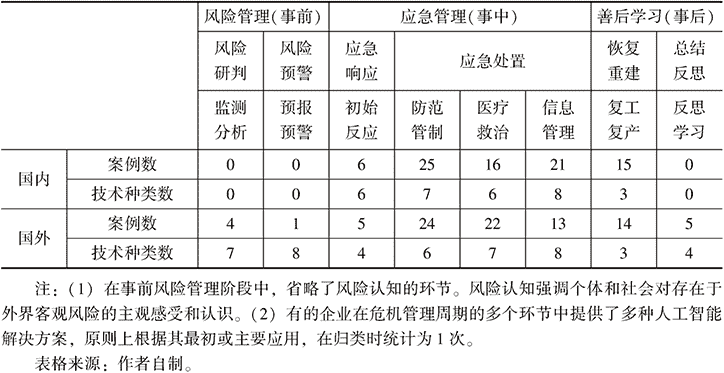 风险管理(事前) 应急管理(事中) 善后学习(事后)
风险研判 风险预警 应急响应 应急处置 恢复重建 总结反思
监测分析 预报预警 初始反应 防范管制 医疗救治 信息管理 复工复产 反思学习
国内 案例数 0 0 6 25 16 21 15 0
技术种类数 0 0 6 7 6 8 3 0
国外 案例数 4 1 5 24 22 13 14 5
技术种类数 7 8 4 6 7 8 3 4
注：(1) 在事前风险管理阶段中，省略了风险认知的环节。风险认知强调个体和社会对存在于
外界客观风险的主观感受和认识。(2) 有的企业在危机管理周期的多个环节中提供了多种人工智能
解决方案，原则上根据其最初或主要应用，在归类时统计为 1 次。
表格来源：作者自制。